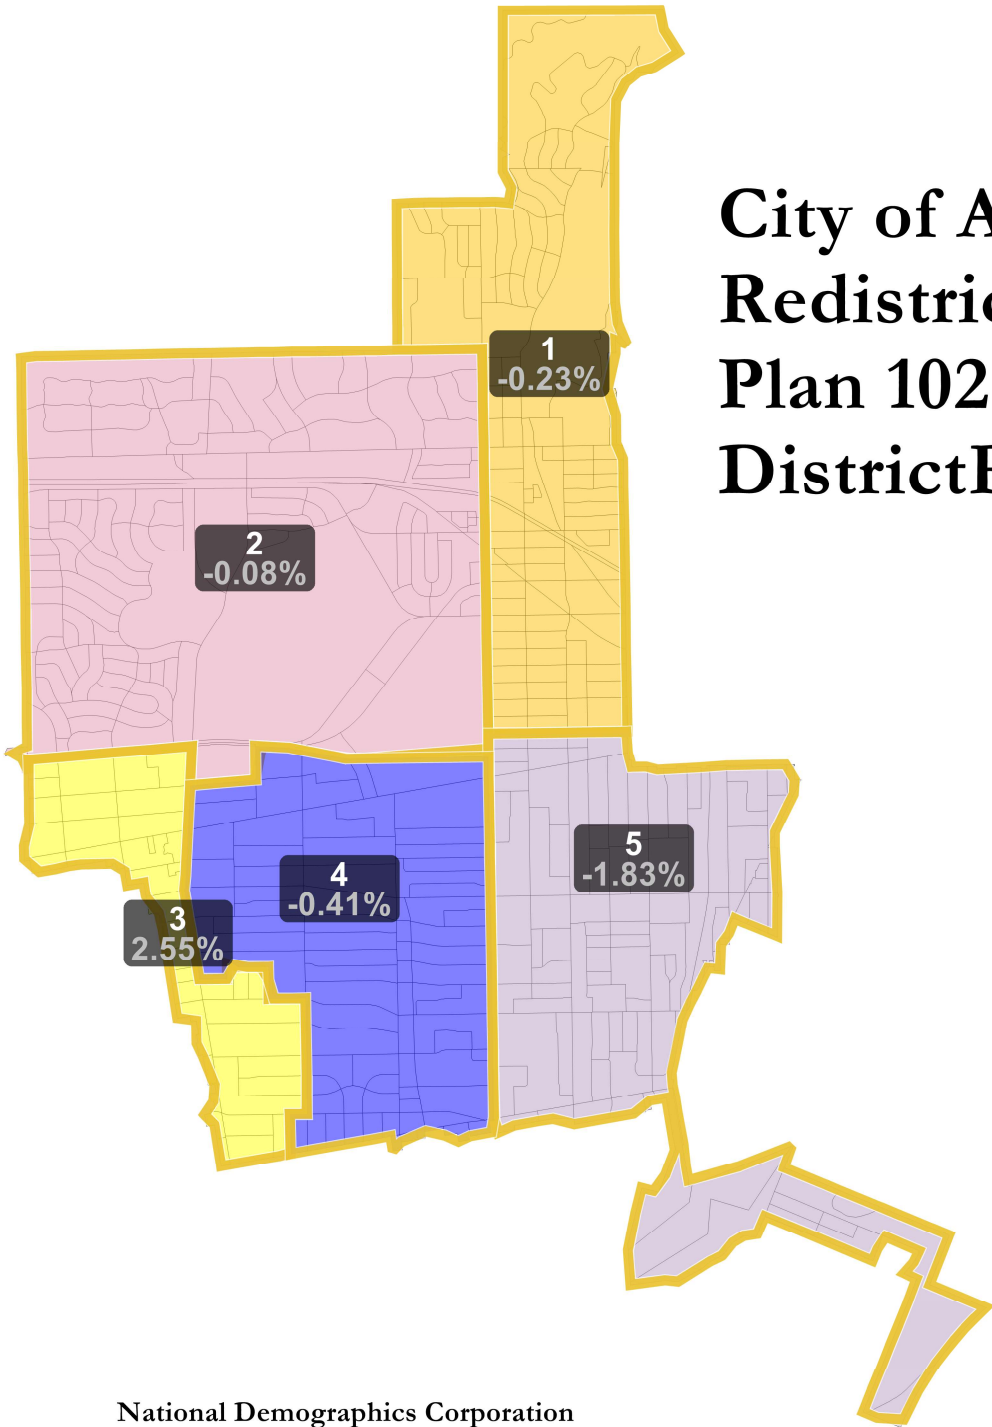 City of A
Redistric
Plan 102
District
1
-0.23%
2
-0.08%
5
-1.83%
4
-0.41%
3
2.55%
National Demographics Corporation